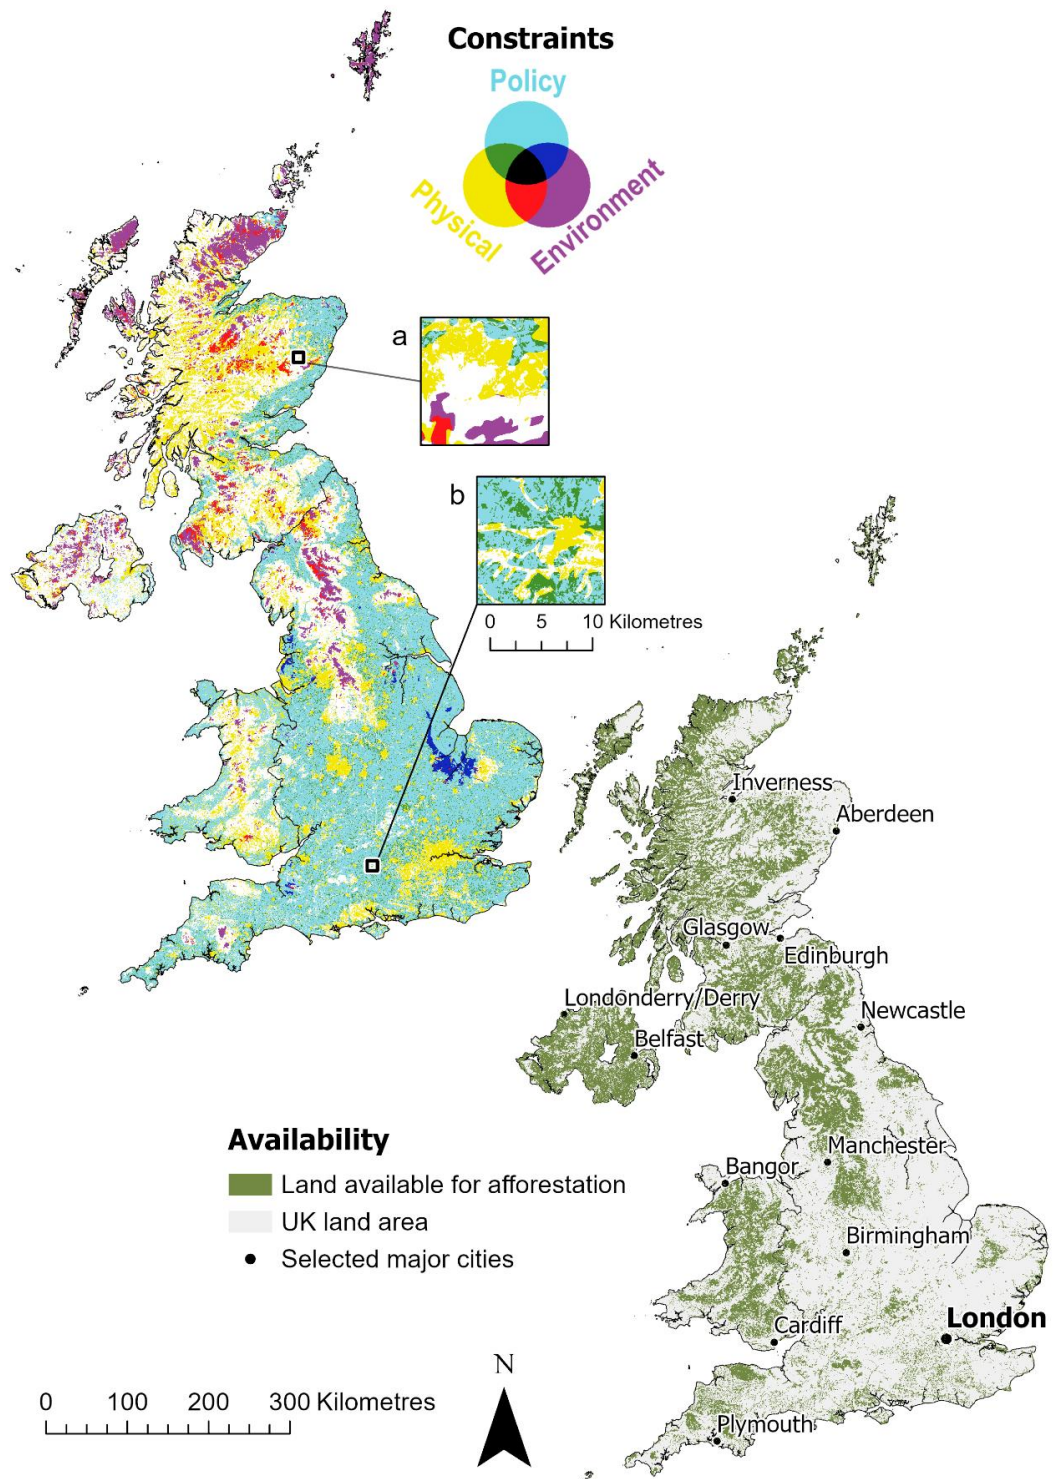 Constraints
Policy
Physical
Environment
a
b
0 5 10 Kilometres
Inverness
Aberdeen
Glasgow
Edinburgh
Londonderry/Derry
Newcastle
Belfast
Availability
Land available for afforestation
UK land area
Selected major cities
Manchester
Bangor
Birmingham
London
Cardiff
Plymouth
N
0 100 200 300 Kilometres